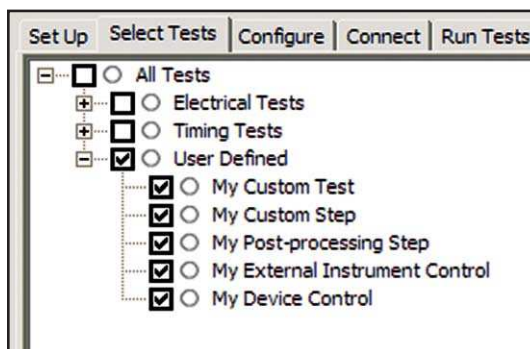 Set Up Select Tests Configure Connect Run Tests
All Tests
Electrical Tests
Timing Tests
User Defined
My Custom Test
My Custom Step
My Post-processing Step
My External Instrument Control
My Device Control